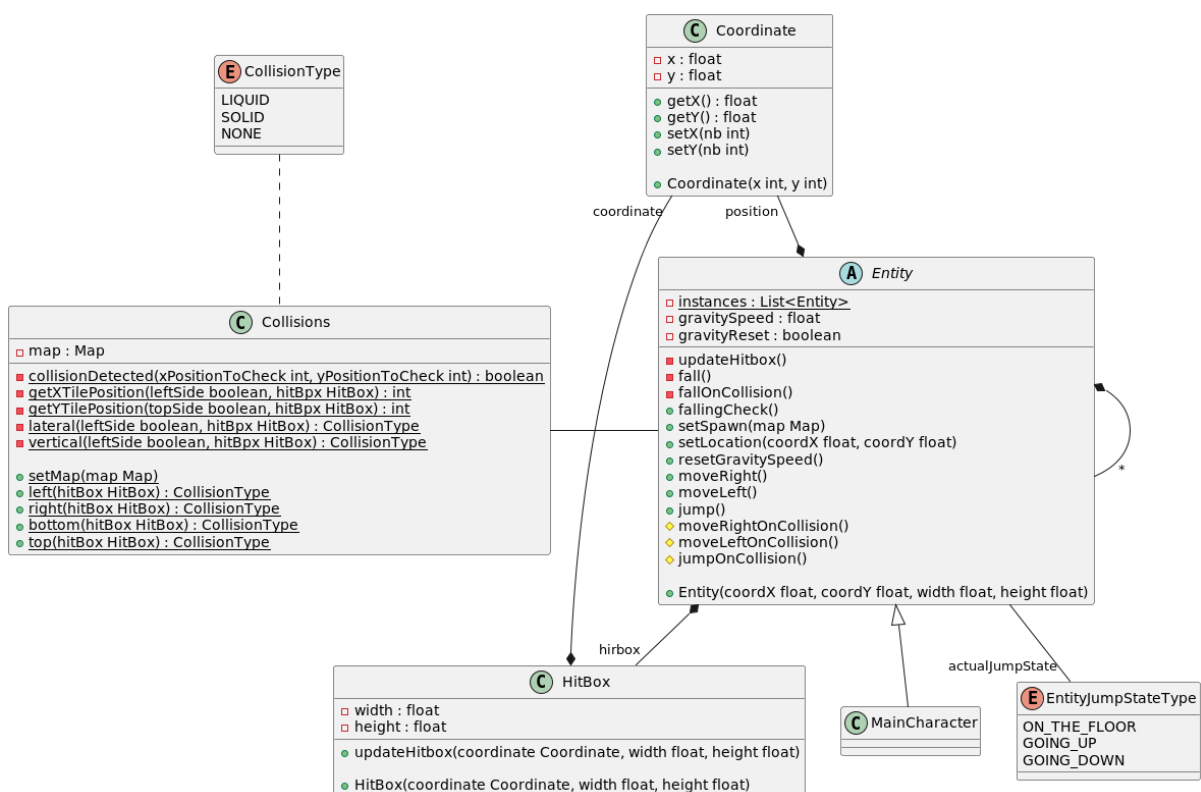 C Coordinate
x : float
y : float
getX() : float
getY() : float
setX(nb int)
setY(nb int)
Coordinate(x int, y int)
E CollisionType
LIQUID
SOLID
NONE
coordinate
position
A Entity
instances : List<Entity>
gravitySpeed : float
gravityReset : boolean
updateHitbox()
fall()
fallOnCollision()
fallingCheck()
setSpawn(map Map)
setLocation(coordX float, coordY float)
resetGravitySpeed()
moveRight()
moveLeft()
jump()
moveRightOnCollision()
moveLeftOnCollision()
jumpOnCollision()
Entity(coordX float, coordY float, width float, height float)
*
C Collisions
map : Map
collisionDetected(xPositionToCheck int, yPositionToCheck int) : boolean
getXTilePosition(leftSide boolean, hitBpx HitBox) : int
getYTilePosition(topSide boolean, hitBpx HitBox) : int
lateral(leftSide boolean, hitBpx HitBox) : CollisionType
vertical(leftSide boolean, hitBpx HitBox) : CollisionType
setMap(map Map)
left(hitBox HitBox) : CollisionType
right(hitBox HitBox) : CollisionType
bottom(hitBox HitBox) : CollisionType
top(hitBox HitBox) : CollisionType
hirbox
actualJumpState
C HitBox
width : float
height : float
updateHitbox(coordinate Coordinate, width float, height float)
HitBox(coordinate Coordinate, width float, height float)
C MainCharacter
E EntityJumpStateType
ON_THE_FLOOR
GOING_UP
GOING_DOWN